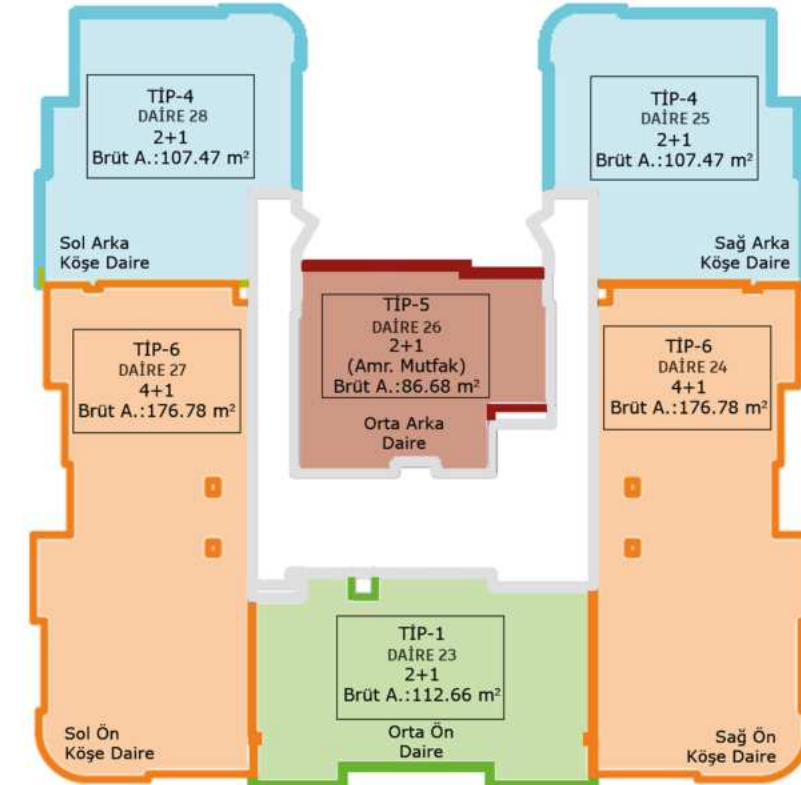 TİP-4
DAİRE 28
2+1
Brüt A.:107.47 m²
Sol Arka
Köşe Daire
TİP-4
DAİRE 25
2+1
Brüt A.:107.47 m²
Sağ Arka
Köşe Daire
TİP-5
DAİRE 26
2+1
(Amr. Mutfak)
Brüt A.:86.68 m²
Orta Arka
Daire
TİP-6
DAİRE 27
4+1
Brüt A.:176.78 m²
Sol Ön
Köşe Daire
TİP-6
DAİRE 24
4+1
Brüt A.:176.78 m²
Sağ Ön
Köşe Daire
TİP-1
DAİRE 23
2+1
Brüt A.:112.66 m²
Orta Ön
Daire